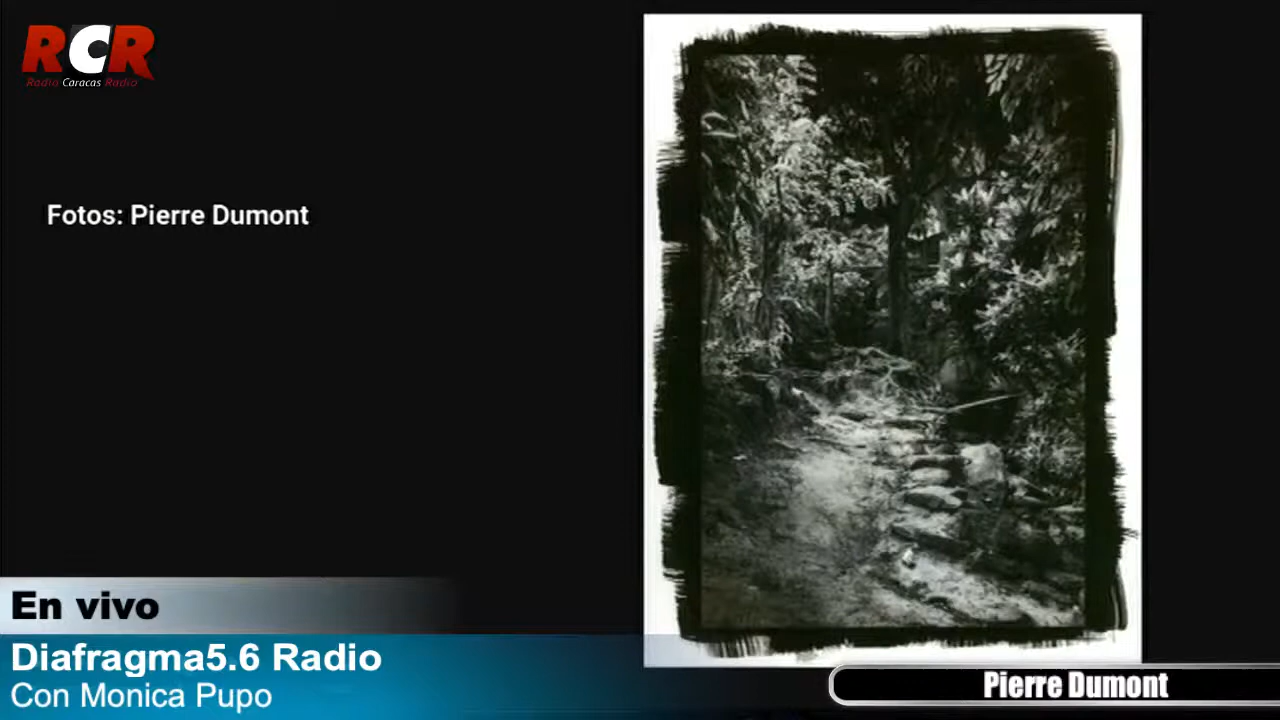 RCR
Radio Caracas Radio
Fotos: Pierre Dumont
En vivo
Diafragma5.6 Radio
Con Monica Pupo
Pierre Dumont